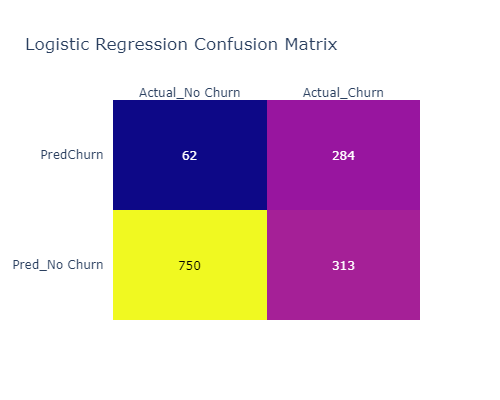 Logistic Regression Confusion Matrix
Actual_No Churn Actual_Churn
PredChurn 62 284
Pred_No Churn 750 313